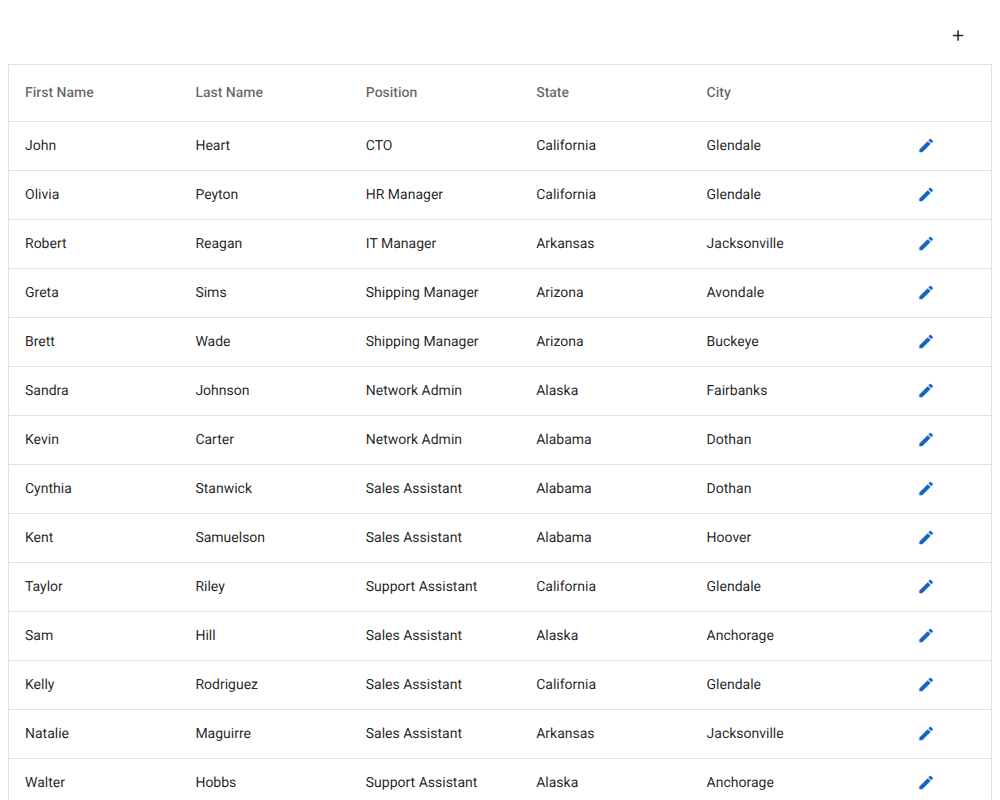 +
First Name Last Name Position State City
John Heart CTO California Glendale
Olivia Peyton HR Manager California Glendale
Robert Reagan IT Manager Arkansas Jacksonville
Greta Sims Shipping Manager Arizona Avondale
Brett Wade Shipping Manager Arizona Buckeye
Sandra Johnson Network Admin Alaska Fairbanks
Kevin Carter Network Admin Alabama Dothan
Cynthia Stanwick Sales Assistant Alabama Dothan
Kent Samuelson Sales Assistant Alabama Hoover
Taylor Riley Support Assistant California Glendale
Sam Hill Sales Assistant Alaska Anchorage
Kelly Rodriguez Sales Assistant California Glendale
Natalie Maguirre Sales Assistant Arkansas Jacksonville
Walter Hobbs Support Assistant Alaska Anchorage